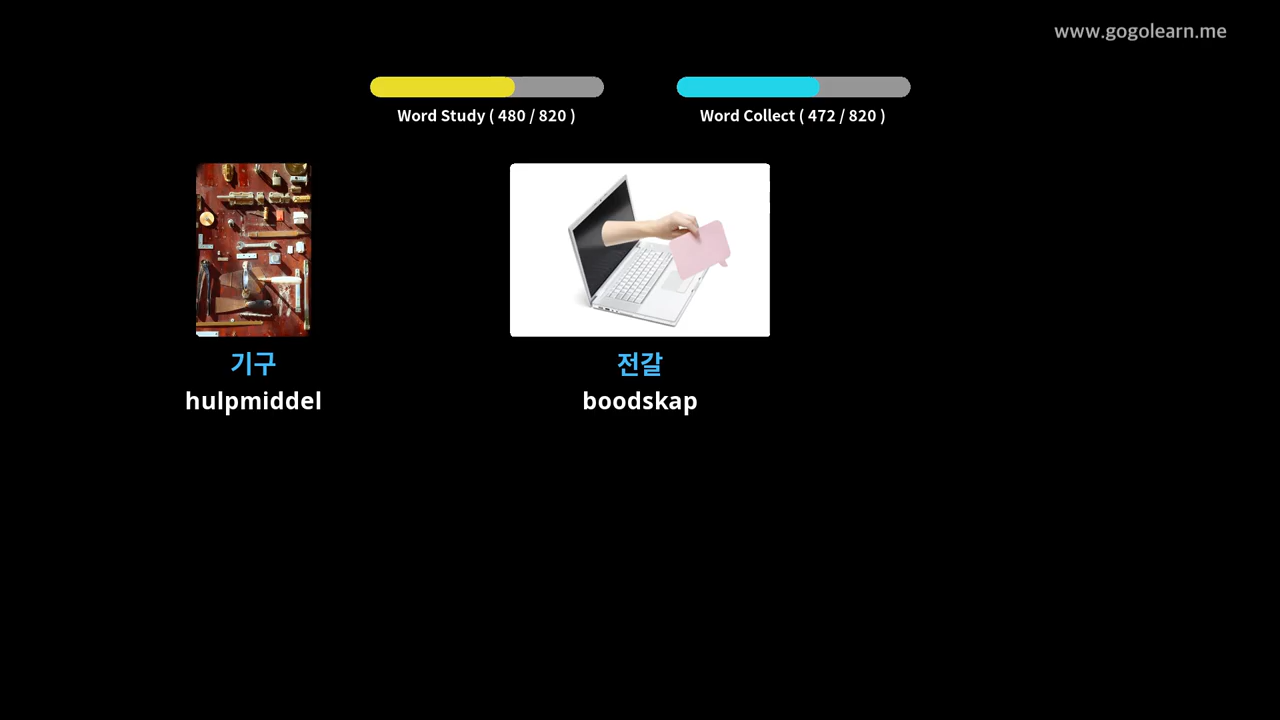 www.gogolearn.me
Word Study ( 480 / 820 )
Word Collect ( 472 / 820 )
기구
hulpmiddel
전갈
boodskap